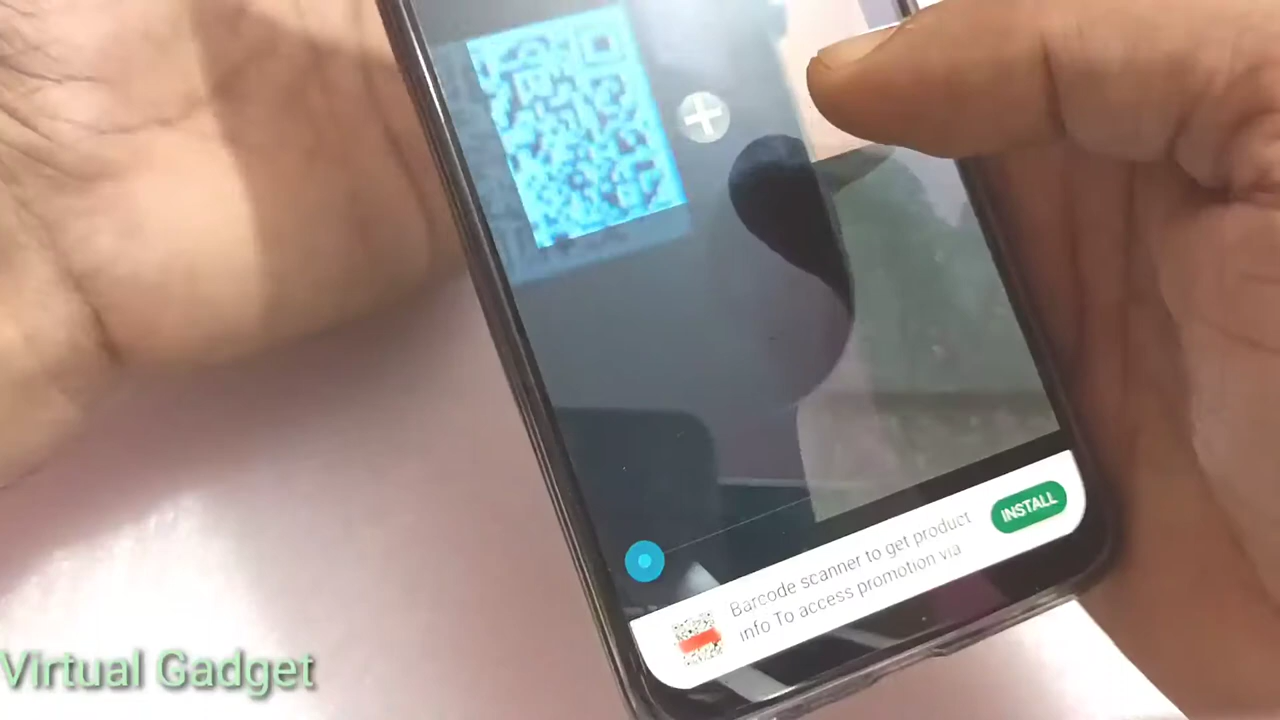 INSTALL
Barcode scanner to get product
info To access promotion via
Virtual Gadget